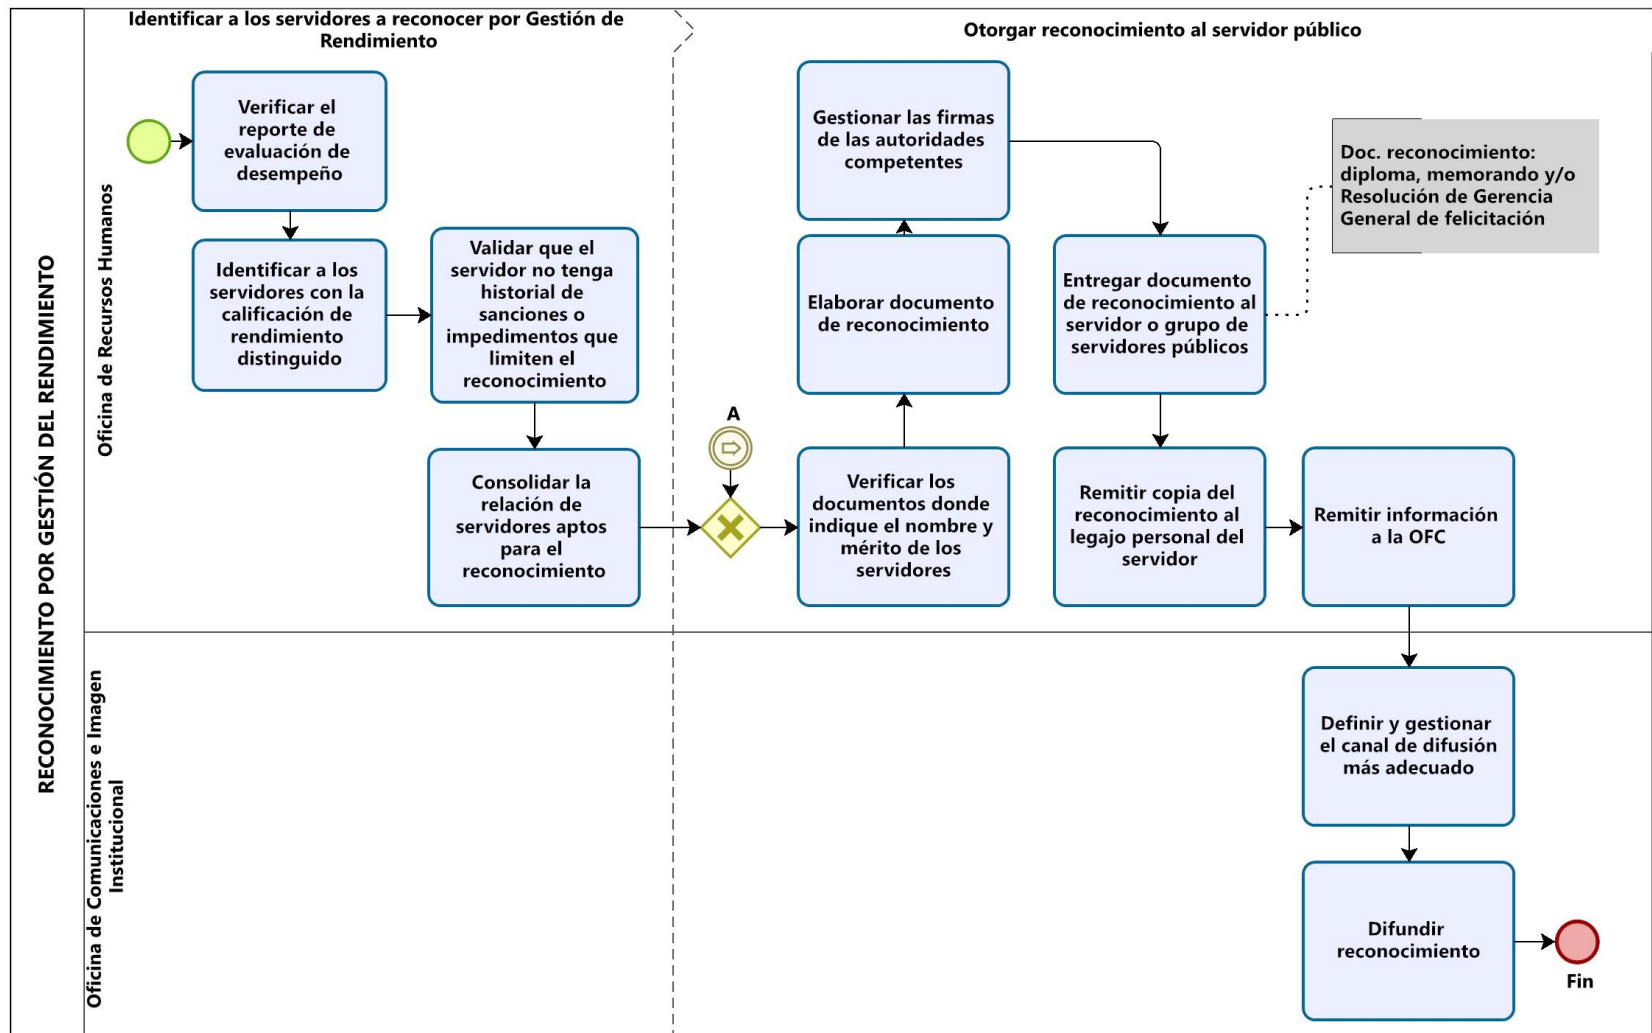 RECONOCIMIENTO POR GESTIÓN DEL RENDIMIENTO
Identificar a los servidores a reconocer por Gestión de
Rendimiento
Otorgar reconocimiento al servidor público
Oficina de Recursos Humanos
Verificar el
reporte de
evaluación de
desempeño
Identificar a los
servidores con la
calificación de
rendimiento
distinguido
Validar que el
servidor no tenga
historial de
sanciones o
impedimentos que
limiten el
reconocimiento
Consolidar la
relación de
servidores aptos
para el
reconocimiento
A
Verificar los
documentos donde
indique el nombre y
mérito de los
servidores
Elaborar documento
de reconocimiento
Gestionar las firmas
de las autoridades
competentes
Entregar documento
de reconocimiento al
servidor o grupo de
servidores públicos
Doc. reconocimiento:
diploma, memorando y/o
Resolución de Gerencia
General de felicitación
Remitir copia del
reconocimiento al
legajo personal del
servidor
Remitir información
a la OFC
Oficina de Comunicaciones e Imagen
Institucional
Definir y gestionar
el canal de difusión
más adecuado
Difundir
reconocimiento
Fin